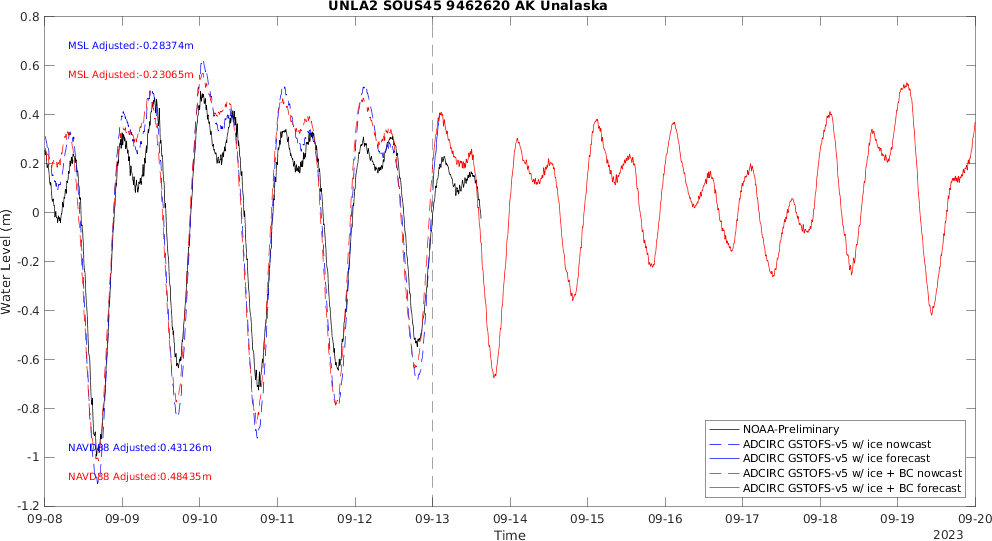 UNLA2 SOUS45 9462620 AK Unalaska
0.8
0.6
0.4
0.2
0
-0.2
-0.4
-0.6
-0.8
-1
-1.2
Water Level (m)
MSL Adjusted:-0.28374m
MSL Adjusted:-0.23065m
NAVD88 Adjusted:0.43126m
NAVD88 Adjusted:0.48435m
NOAA-Preliminary
ADCIRC GSTOFS-v5 w/ ice nowcast
ADCIRC GSTOFS-v5 w/ ice forecast
ADCIRC GSTOFS-v5 w/ ice + BC nowcast
ADCIRC GSTOFS-v5 w/ ice + BC forecast
09-08 09-09 09-10 09-11 09-12 09-13 09-14 09-15 09-16 09-17 09-18 09-19 09-20
Time
2023